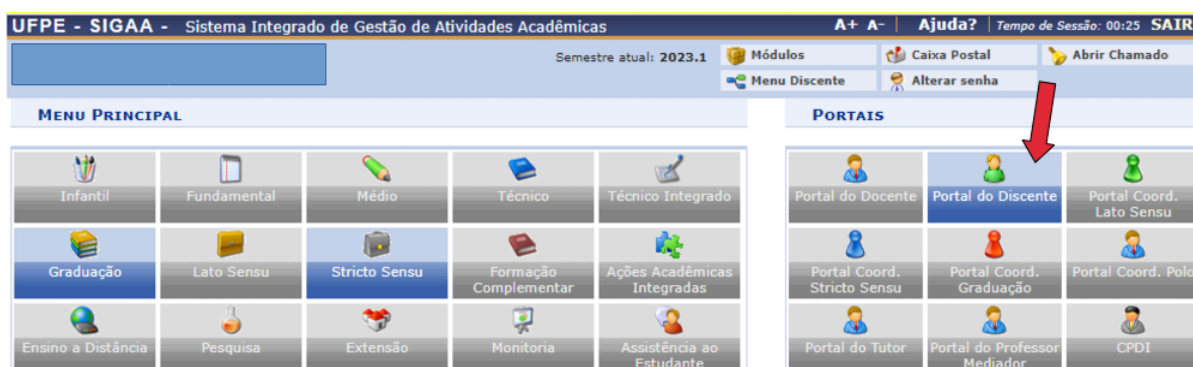 UFPE - SIGAA - Sistema Integrado de Gestão de Atividades Acadêmicas
A+ A- | Ajuda? | Tempo de Sessão: 00:25 SAIR
Semestre atual: 2023.1
Módulos
Caixa Postal
Abrir Chamado
Menu Discente
Alterar senha
MENU PRINCIPAL
Infantil
Fundamental
Médio
Técnico
Técnico Integrado
Graduação
Lato Sensu
Stricto Sensu
Formação
Complementar
Ações Acadêmicas
Integradas
Ensino a Distância
Pesquisa
Extensão
Monitoria
Assistência ao
Estudante
PORTAIS
Portal do Docente
Portal do Discente
Portal Coord.
Lato Sensu
Portal Coord.
Stricto Sensu
Portal Coord.
Graduação
Portal Coord. Polo
Portal do Tutor
Portal do Professor
Mediador
CPDI